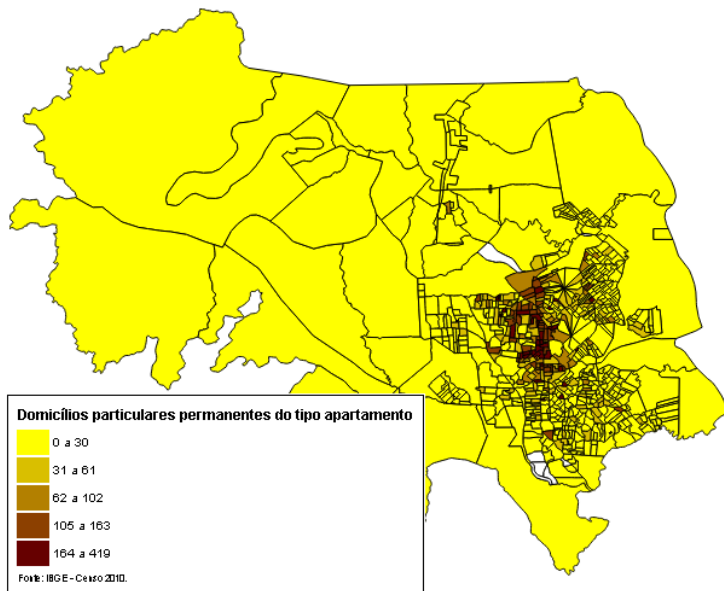 Domicílios particulares permanentes do tipo apartamento
0 a 30
31 a 61
62 a 102
105 a 163
164 a 419
Fonte: IBGE - Censo 2010.